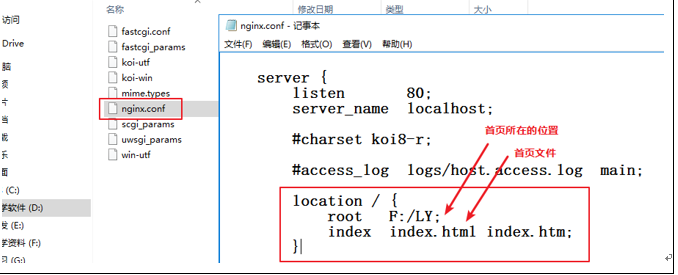 访问
Drive
脑
频
片
当
载
乐
面
(C:)
学软件 (D:)
发 (E:)
学资料 (F:)
习 (G:)
修改日期
类型
大小
fastcgi.conf
fastcgi_params
koi-utf
koi-win
mime.types
nginx.conf
scgi_params
uwsgi_params
win-utf
nginx.conf - 记事本
文件(F) 编辑(E) 格式(O) 查看(V) 帮助(H)
server {
listen 80;
server_name localhost;
#charset koi8-r;
首页所在的位置
首页文件
#access_log logs/host.access.log main;
location / {
root F:/LY;
index index.html index.htm;
}